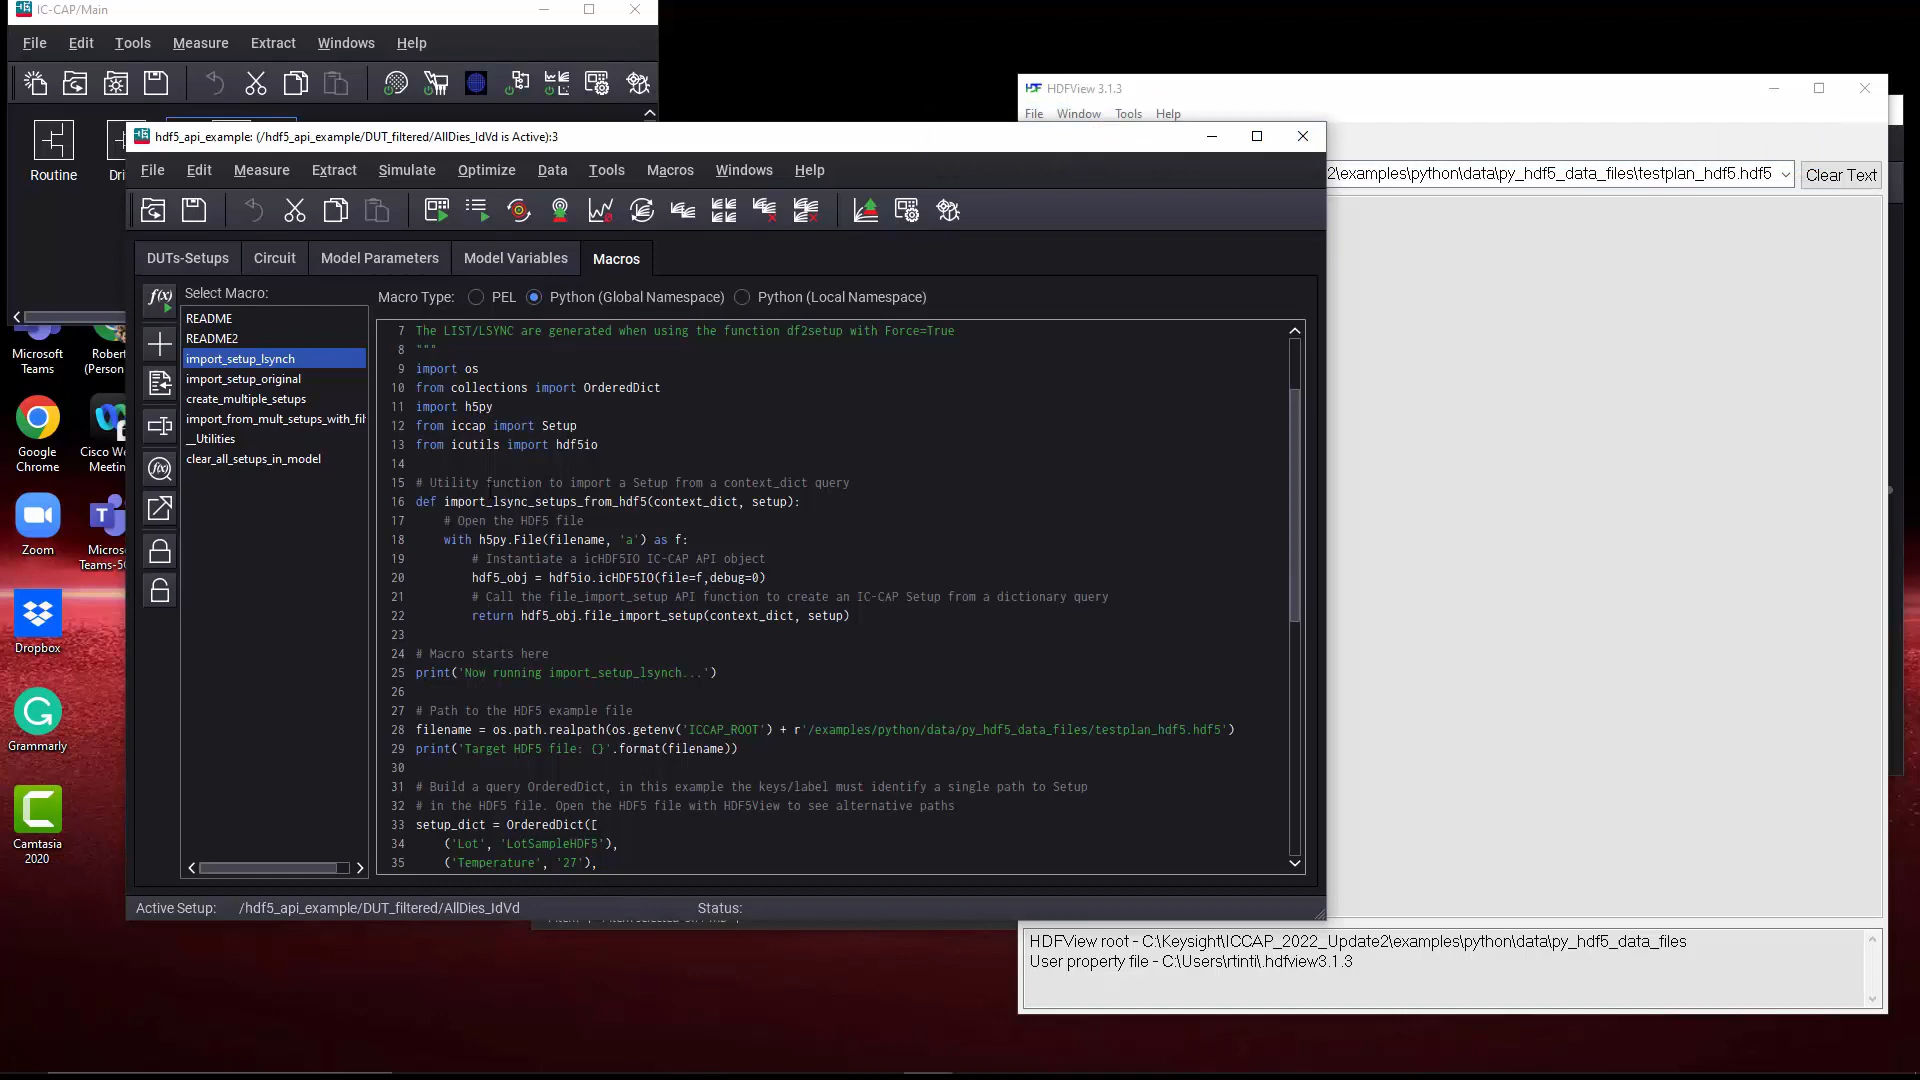 IC-CAP/Main
File Edit Tools Measure Extract Windows Help
Routine
HDFView 3.1.3
File Window Tools Help
2\examples\python\data\py_hdf5_data_files\testplan_hdf5.hdf5 Clear Text
hdf5_api_example: (/hdf5_api_example/DUT_filtered/AllDies_IdVd is Active):3
File Edit Measure Extract Simulate Optimize Data Tools Macros Windows Help
DUTs-Setups Circuit Model Parameters Model Variables Macros
Select Macro:
README
README2
import_setup_lsynch
import_setup_original
create_multiple_setups
import_from_mult_setups_with_fil
__Utilities
clear_all_setups_in_model
Macro Type: PEL Python (Global Namespace) Python (Local Namespace)
7 The LIST/LSYNC are generated when using the function df2setup with Force=True
8 """
9 import os
10 from collections import OrderedDict
11 import h5py
12 from iccap import Setup
13 from icutils import hdf5io
14
15 # Utility function to import a Setup from a context_dict query
16 def import_lsync_setups_from_hdf5(context_dict, setup):
17 # Open the HDF5 file
18 with h5py.File(filename, 'a') as f:
19 # Instantiate a icHDF5IO IC-CAP API object
20 hdf5_obj = hdf5io.icHDF5IO(file=f,debug=0)
21 # Call the file_import_setup API function to create an IC-CAP Setup from a dictionary query
22 return hdf5_obj.file_import_setup(context_dict, setup)
23
24 # Macro starts here
25 print('Now running import_setup_lsynch...')
26
27 # Path to the HDF5 example file
28 filename = os.path.realpath(os.getenv('ICCAP_ROOT') + r'/examples/python/data/py_hdf5_data_files/testplan_hdf5.hdf5')
29 print('Target HDF5 file: {}'.format(filename))
30
31 # Build a query OrderedDict, in this example the keys/label must identify a single path to Setup
32 # in the HDF5 file. Open the HDF5 file with HDF5View to see alternative paths
33 setup_dict = OrderedDict([
34 ('Lot', 'LotSampleHDF5'),
35 ('Temperature', '27'),
Active Setup: /hdf5_api_example/DUT_filtered/AllDies_IdVd Status:
HDFView root - C:\Keysight\ICCAP_2022_Update2\examples\python\data\py_hdf5_data_files
User property file - C:\Users\rtinti\.hdfview3.1.3
Microsoft
Teams
Rober
(Person
Google
Chrome
Cisco We
Meetin
Zoom
Micros
Teams-5
Dropbox
Grammarly
Camtasia
2020